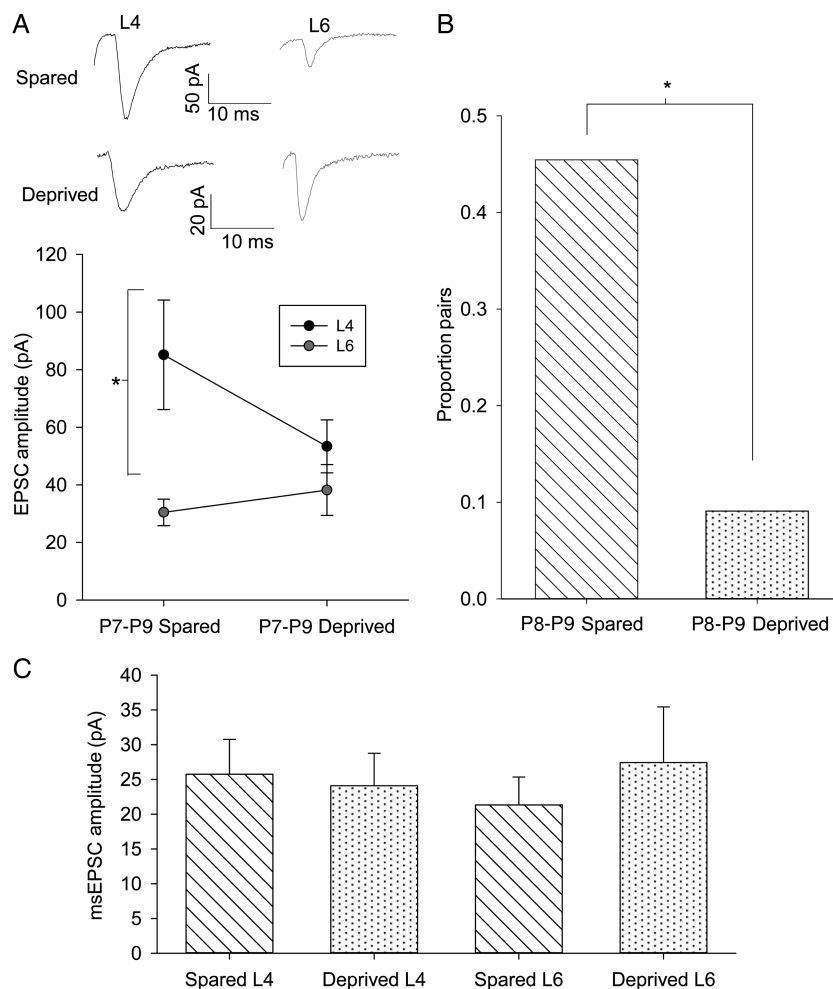 A
L4
L6
Spared
50 pA
10 ms
Deprived
20 pA
10 ms
EPSC amplitude (pA)
120
100
80
60
40
20
0
*
L4
L6
P7-P9 Spared
P7-P9 Deprived
B
*
Proportion pairs
0.5
0.4
0.3
0.2
0.1
0.0
P8-P9 Spared
P8-P9 Deprived
C
msEPSC amplitude (pA)
40
35
30
25
20
15
10
5
0
Spared L4
Deprived L4
Spared L6
Deprived L6